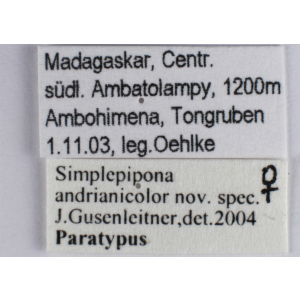 Madagaskar, Centr.
südl. Ambatolampy, 1200m
Ambohimena, Tongruben
1.11.03, leg.Oehlke
Simplepipona
andrianicolor nov. spec. ♀
J.Gusenleitner,det.2004
Paratypus